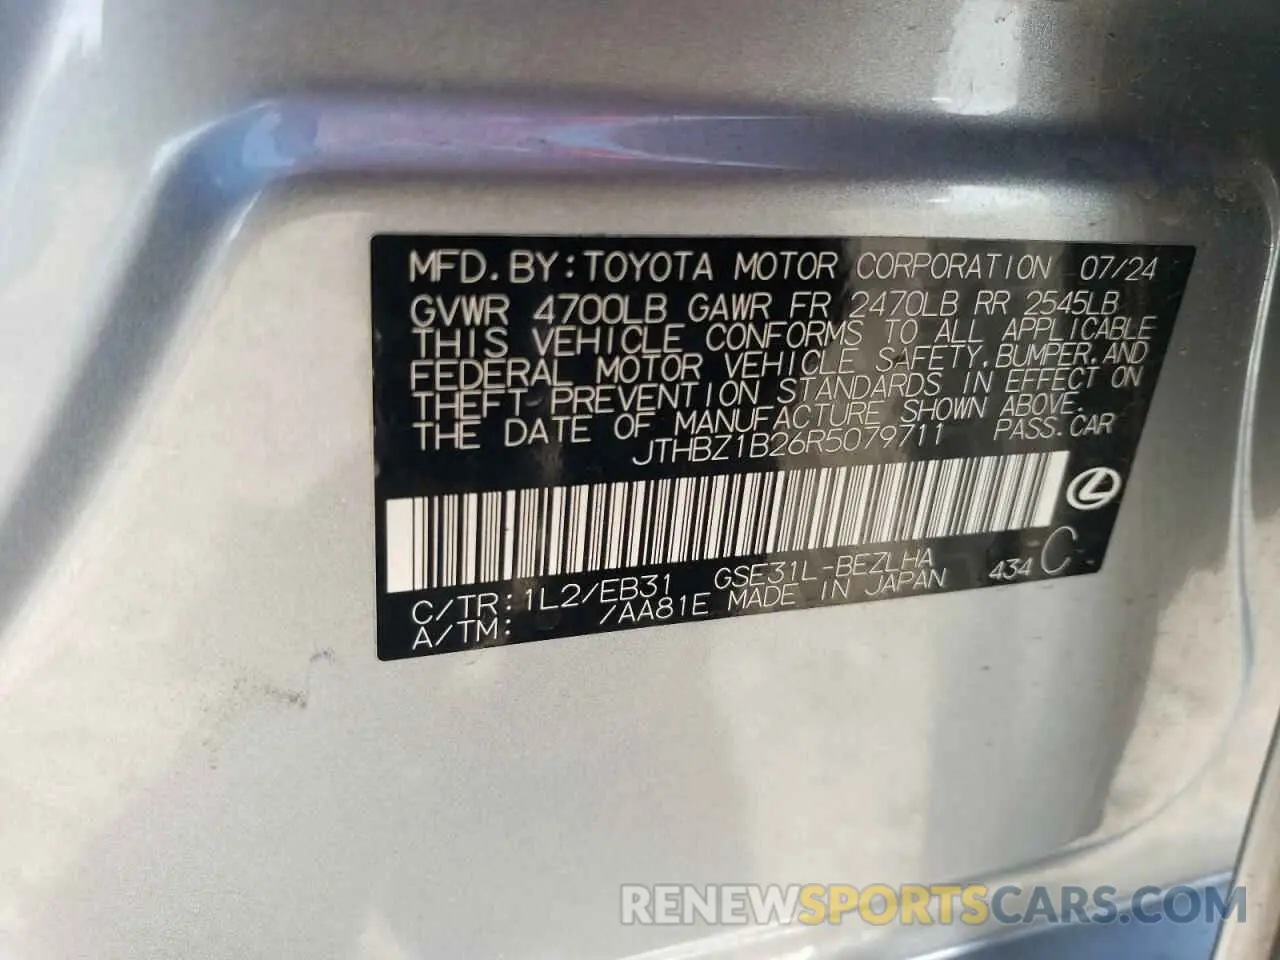 MFD. BY: TOYOTA MOTOR CORPORATION 07/24
GVWR 4700LB GAWR FR 2470LB RR 2545LB
THIS VEHICLE CONFORMS TO ALL APPLICABLE
FEDERAL MOTOR VEHICLE SAFETY, BUMPER, AND
THEFT PREVENTION STANDARDS IN EFFECT ON
THE DATE OF MANUFACTURE SHOWN ABOVE.
JTHBZ1B26R5079711 PASS. CAR
C/TR: 1L2/EB31 GSE31L-BEZLHA 434 C
A/TM: /AA81E MADE IN JAPAN
RENEWSPORTSCARS.COM